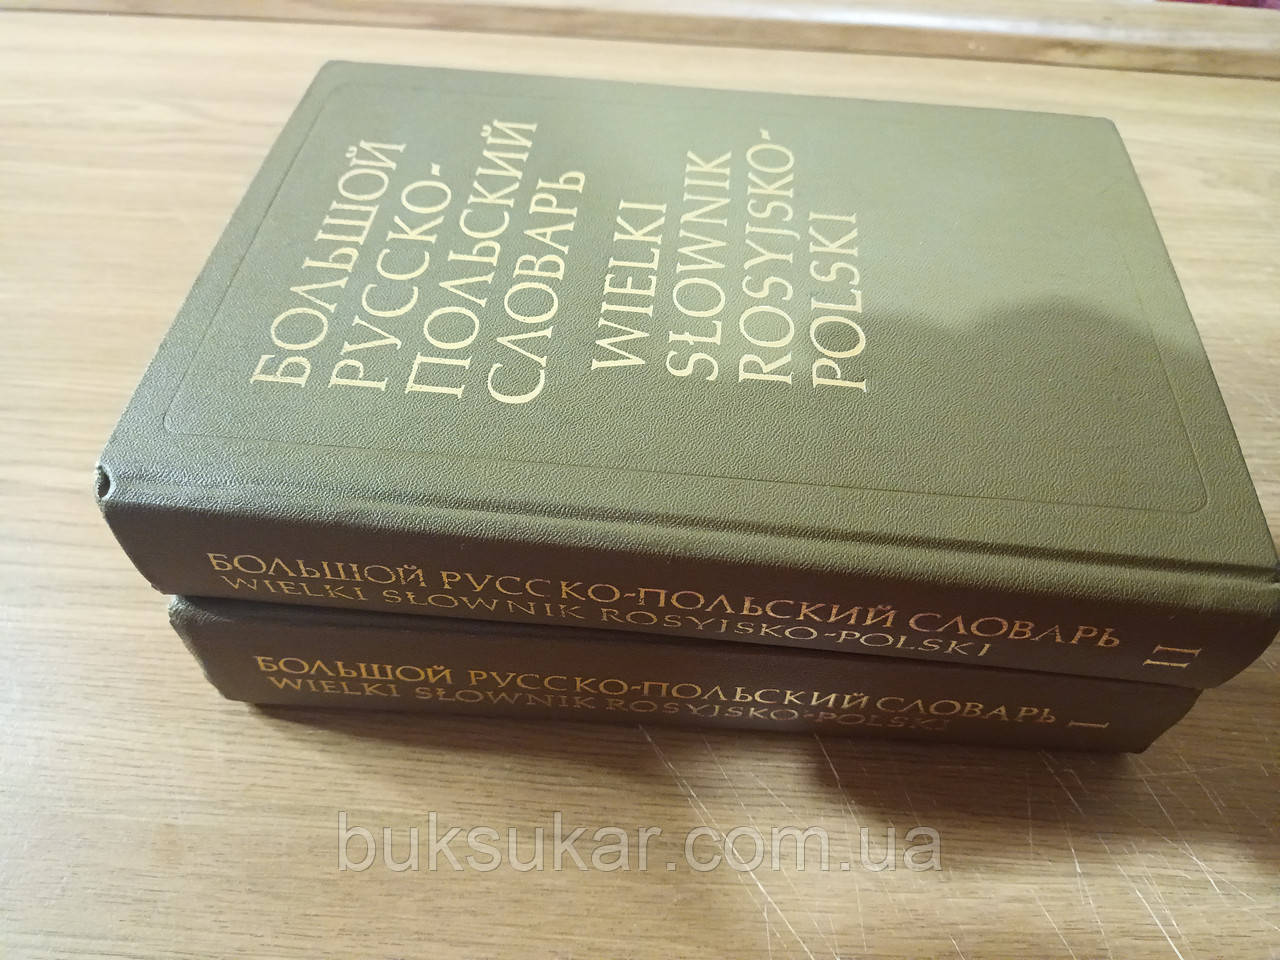 БОЛЬШОЙ
РУССКО-
ПОЛЬСКИЙ
СЛОВАРЬ
WIELKI
SŁOWNIK
ROSYJSKO-
POLSKI
БОЛЬШОЙ РУССКО-ПОЛЬСКИЙ СЛОВАРЬ
WIELKI SŁOWNIK ROSYJSKO-POLSKI
II
БОЛЬШОЙ РУССКО-ПОЛЬСКИЙ СЛОВАРЬ
WIELKI SŁOWNIK ROSYJSKO-POLSKI
I
buksukar.com.ua